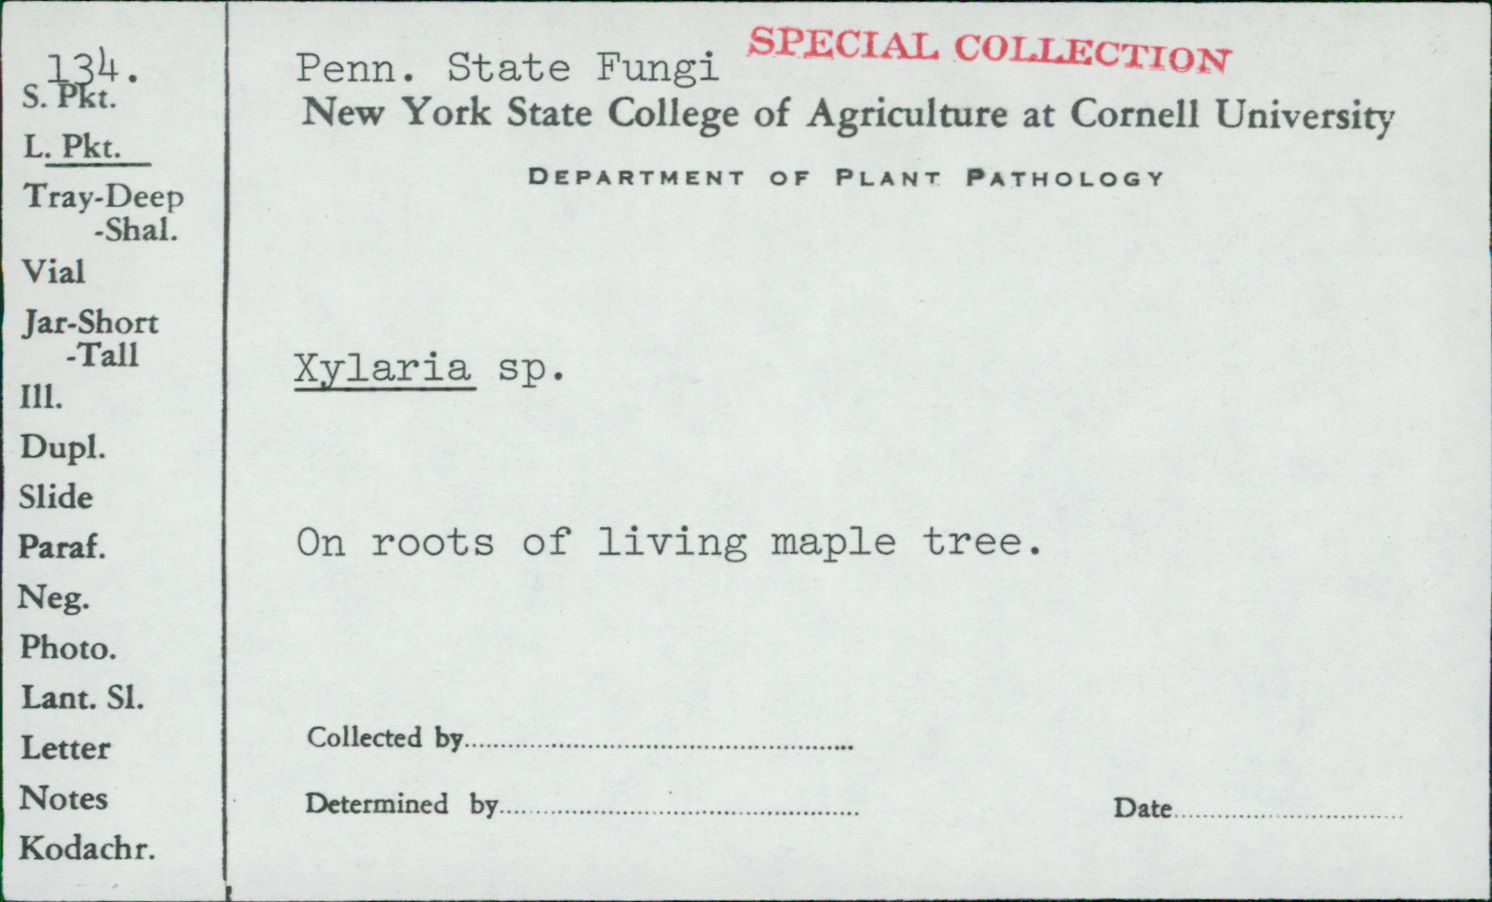 134.
S. Pkt.
L. Pkt.
Tray-Deep
-Shal.
Vial
Jar-Short
-Tall
Ill.
Dupl.
Slide
Paraf.
Neg.
Photo.
Lant. Sl.
Letter
Notes
Kodachr.
Penn. State Fungi SPECIAL COLLECTION
New York State College of Agriculture at Cornell University
DEPARTMENT OF PLANT PATHOLOGY
Xylaria sp.
On roots of living maple tree.
Collected by
Determined by Date